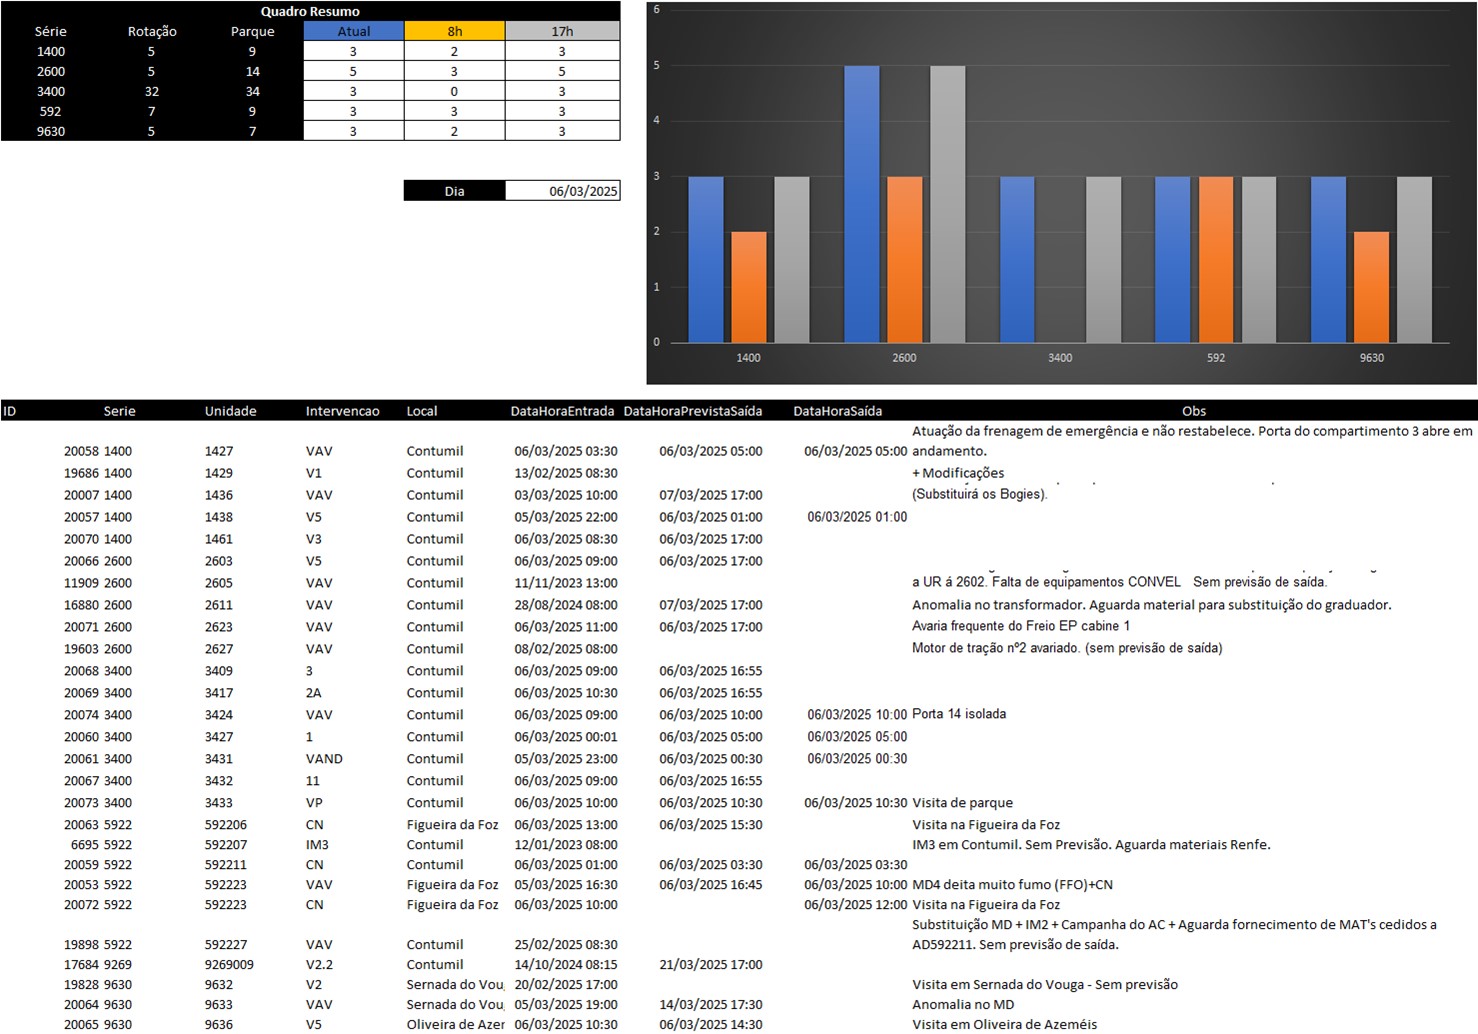 Quadro Resumo
Série Rotação Parque Atual 8h 17h
1400 5 9 3 2 3
2600 5 14 5 3 5
3400 32 34 3 0 3
592 7 9 3 3 3
9630 5 7 3 2 3
Dia 06/03/2025
6
5
4
3
2
1
0
1400 2600 3400 592 9630
ID Serie Unidade Intervencao Local DataHoraEntrada DataHoraPrevistaSaída DataHoraSaída Obs
Atuação da frenagem de emergência e não restabelece. Porta do compartimento 3 abre em
20058 1400 1427 VAV Contumil 06/03/2025 03:30 06/03/2025 05:00 06/03/2025 05:00 andamento.
19686 1400 1429 V1 Contumil 13/02/2025 08:30 + Modificações
20007 1400 1436 VAV Contumil 03/03/2025 10:00 07/03/2025 17:00 (Substituirá os Bogies).
20057 1400 1438 V5 Contumil 05/03/2025 22:00 06/03/2025 01:00 06/03/2025 01:00
20070 1400 1461 V3 Contumil 06/03/2025 08:30 06/03/2025 17:00
20066 2600 2603 V5 Contumil 06/03/2025 09:00 06/03/2025 17:00
11909 2600 2605 VAV Contumil 11/11/2023 13:00 a UR á 2602. Falta de equipamentos CONVEL Sem previsão de saída.
16880 2600 2611 VAV Contumil 28/08/2024 08:00 07/03/2025 17:00 Anomalia no transformador. Aguarda material para substituição do graduador.
20071 2600 2623 VAV Contumil 06/03/2025 11:00 06/03/2025 17:00 Avaria frequente do Freio EP cabine 1
19603 2600 2627 VAV Contumil 08/02/2025 08:00 Motor de tração nº2 avariado. (sem previsão de saída)
20068 3400 3409 3 Contumil 06/03/2025 09:00 06/03/2025 16:55
20069 3400 3417 2A Contumil 06/03/2025 10:30 06/03/2025 16:55
20074 3400 3424 VAV Contumil 06/03/2025 09:00 06/03/2025 10:00 06/03/2025 10:00 Porta 14 isolada
20060 3400 3427 1 Contumil 06/03/2025 00:01 06/03/2025 05:00 06/03/2025 05:00
20061 3400 3431 VAND Contumil 05/03/2025 23:00 06/03/2025 00:30 06/03/2025 00:30
20067 3400 3432 11 Contumil 06/03/2025 09:00 06/03/2025 16:55
20073 3400 3433 VP Contumil 06/03/2025 10:00 06/03/2025 10:30 06/03/2025 10:30 Visita de parque
20063 5922 592206 CN Figueira da Foz 06/03/2025 13:00 06/03/2025 15:30 Visita na Figueira da Foz
6695 5922 592207 IM3 Contumil 12/01/2023 08:00 IM3 em Contumil. Sem Previsão. Aguarda materiais Renfe.
20059 5922 592211 CN Contumil 06/03/2025 01:00 06/03/2025 03:30 06/03/2025 03:30
20053 5922 592223 VAV Figueira da Foz 05/03/2025 16:30 06/03/2025 16:45 06/03/2025 10:00 MD4 deita muito fumo (FFO)+CN
20072 5922 592223 CN Figueira da Foz 06/03/2025 10:00 06/03/2025 12:00 Visita na Figueira da Foz
Substituição MD + IM2 + Campanha do AC + Aguarda fornecimento de MAT's cedidos a
19898 5922 592227 VAV Contumil 25/02/2025 08:30 AD592211. Sem previsão de saída.
17684 9269 9269009 V2.2 Contumil 14/10/2024 08:15 21/03/2025 17:00
19828 9630 9632 V2 Sernada do Voug 20/02/2025 17:00 Visita em Sernada do Vouga - Sem previsão
20064 9630 9633 VAV Sernada do Voug 05/03/2025 19:00 14/03/2025 17:30 Anomalia no MD
20065 9630 9636 V5 Oliveira de Azem 06/03/2025 10:30 06/03/2025 14:30 Visita em Oliveira de Azeméis